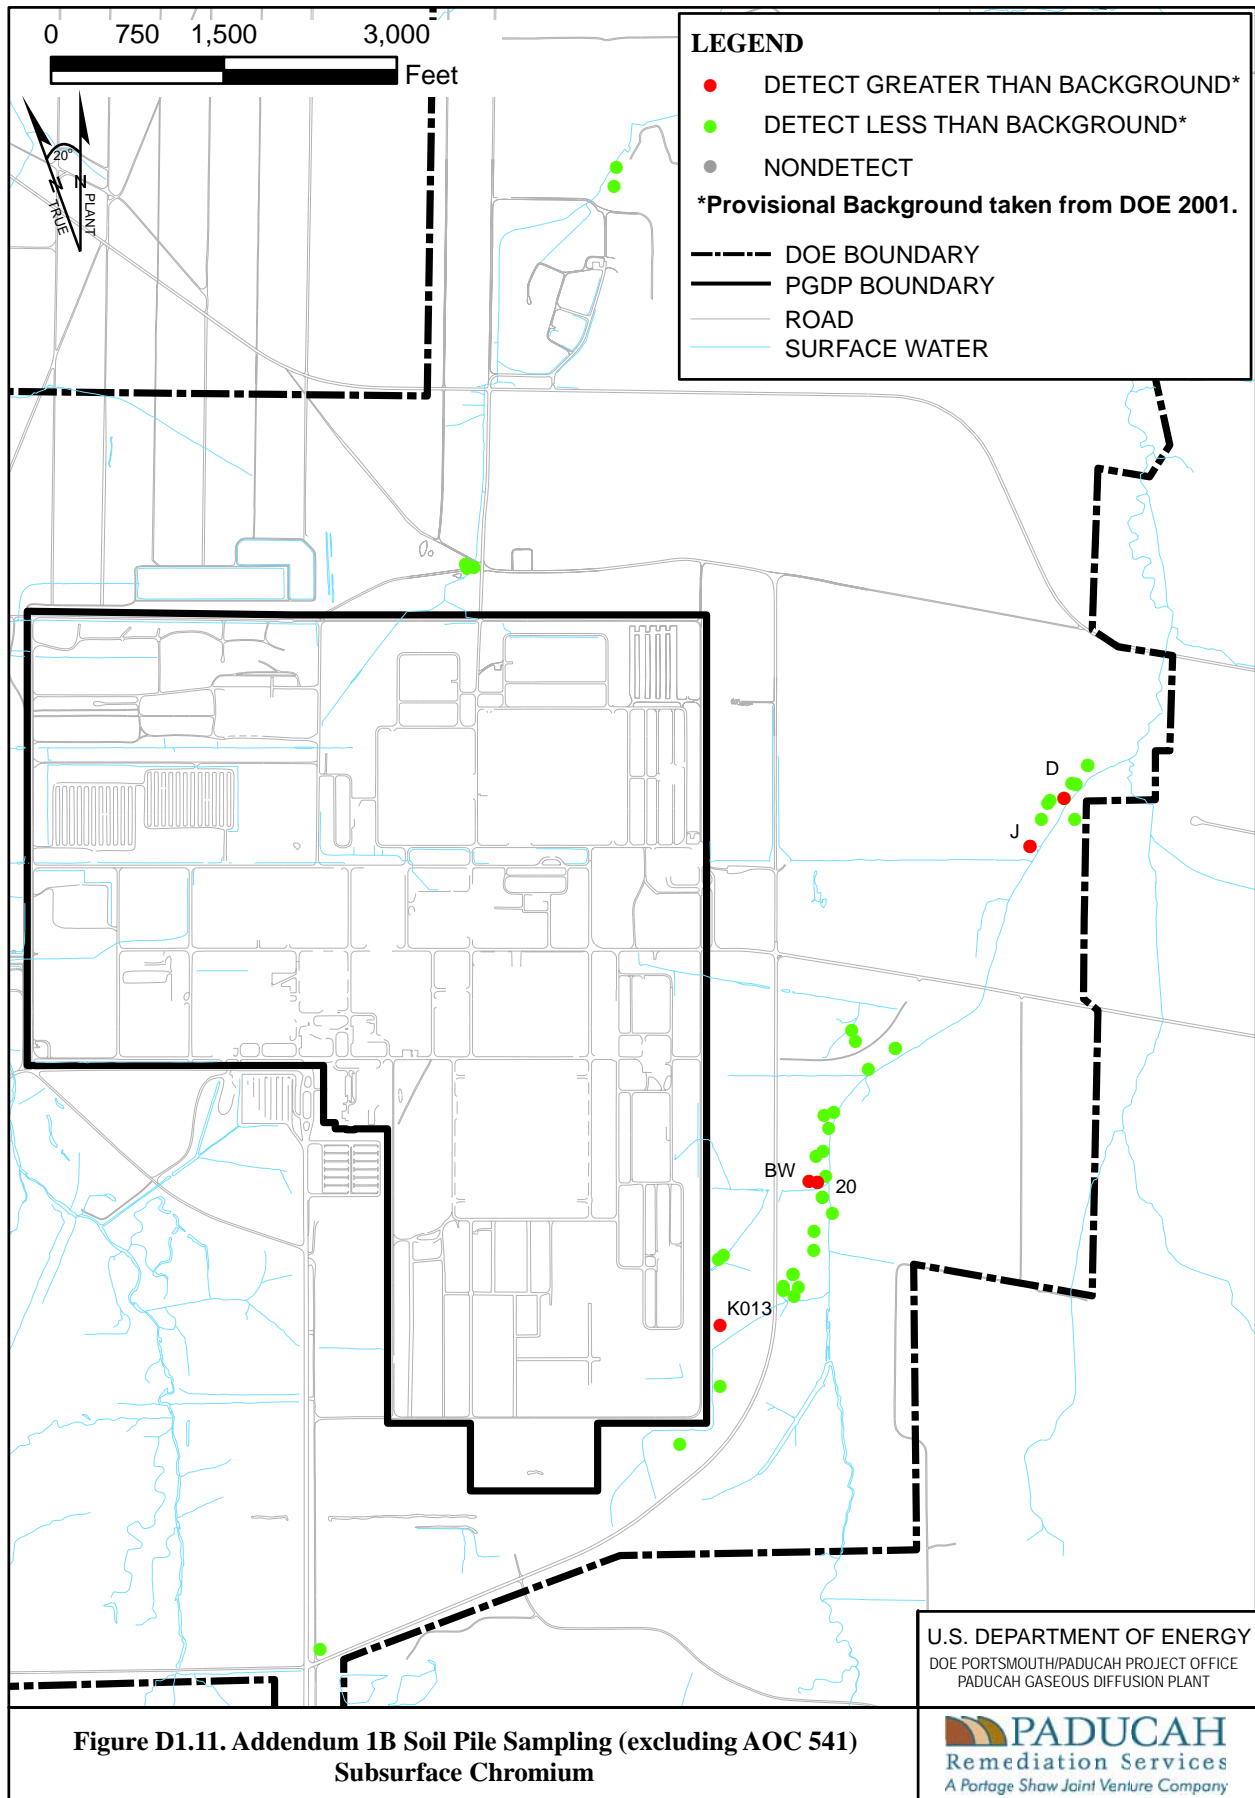 0 750 1,500 3,000
Feet
20°
N TRUE
N PLANT
LEGEND
DETECT GREATER THAN BACKGROUND*
DETECT LESS THAN BACKGROUND*
NONDETECT
*Provisional Background taken from DOE 2001.
DOE BOUNDARY
PGDP BOUNDARY
ROAD
SURFACE WATER
D
J
BW
20
K013
U.S. DEPARTMENT OF ENERGY
DOE PORTSMOUTH/PADUCAH PROJECT OFFICE
PADUCAH GASEOUS DIFFUSION PLANT
Figure D1.11. Addendum 1B Soil Pile Sampling (excluding AOC 541)
Subsurface Chromium
PADUCAH
Remediation Services
A Portage Shaw Joint Venture Company